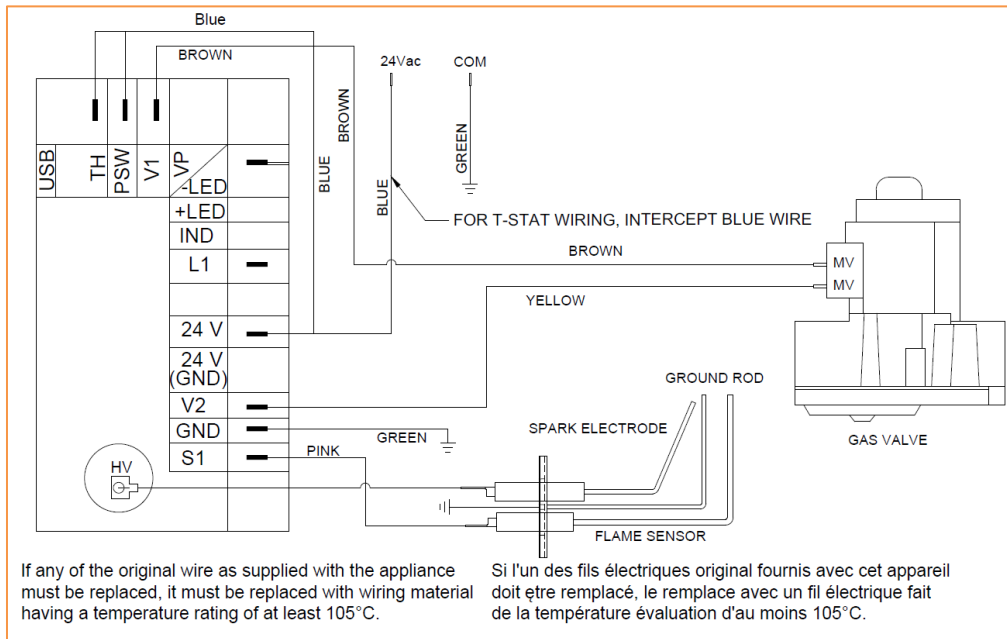 Blue
BROWN
24Vac
COM
BROWN
BLUE
BLUE
GREEN
USB
TH
PSW
V1
VP
-LED
+LED
IND
L1
FOR T-STAT WIRING, INTERCEPT BLUE WIRE
BROWN
MV
MV
YELLOW
24 V
24 V
(GND)
V2
GND
S1
GREEN
PINK
HV
GROUND ROD
SPARK ELECTRODE
FLAME SENSOR
GAS VALVE
If any of the original wire as supplied with the appliance
must be replaced, it must be replaced with wiring material
having a temperature rating of at least 105°C.
Si l'un des fils électriques original fournis avec cet appareil
doit ętre remplacé, le remplace avec un fil électrique fait
de la température évaluation d'au moins 105°C.